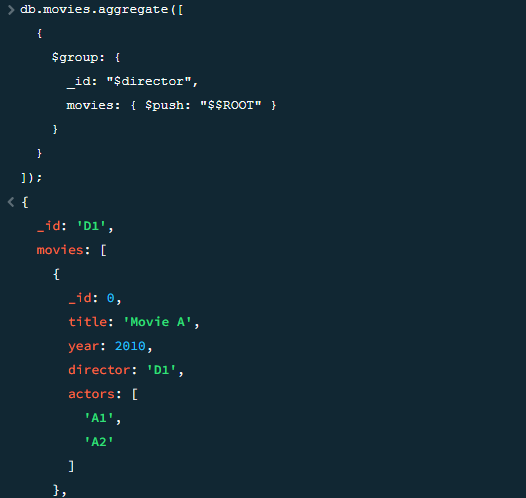 db.movies.aggregate([
{
$group: {
_id: "$director",
movies: { $push: "$$ROOT" }
}
}
]);
{
_id: 'D1',
movies: [
{
_id: 0,
title: 'Movie A',
year: 2010,
director: 'D1',
actors: [
'A1',
'A2'
]
},